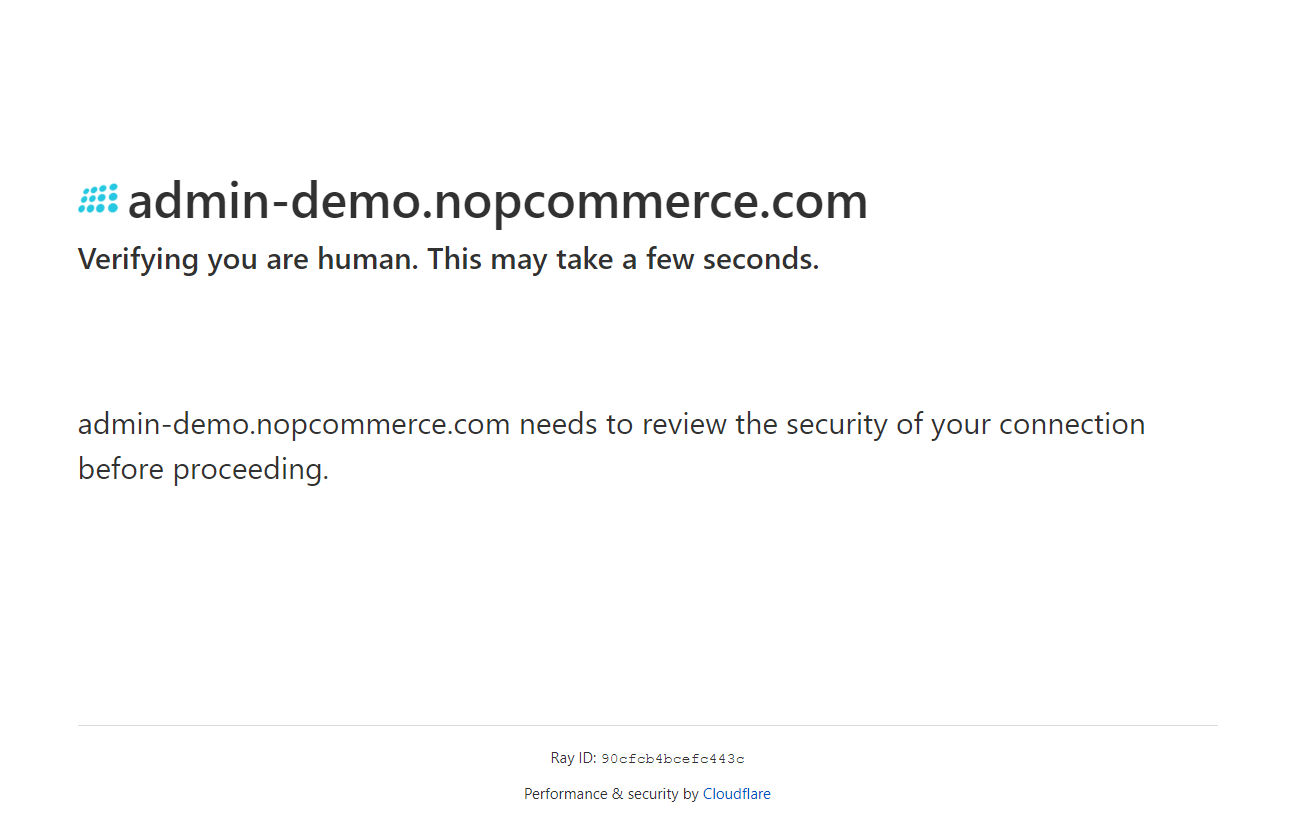 admin-demo.nopcommerce.com
Verifying you are human. This may take a few seconds.
admin-demo.nopcommerce.com needs to review the security of your connection
before proceeding.
Ray ID: 90cfcb4bcefc443c
Performance & security by Cloudflare